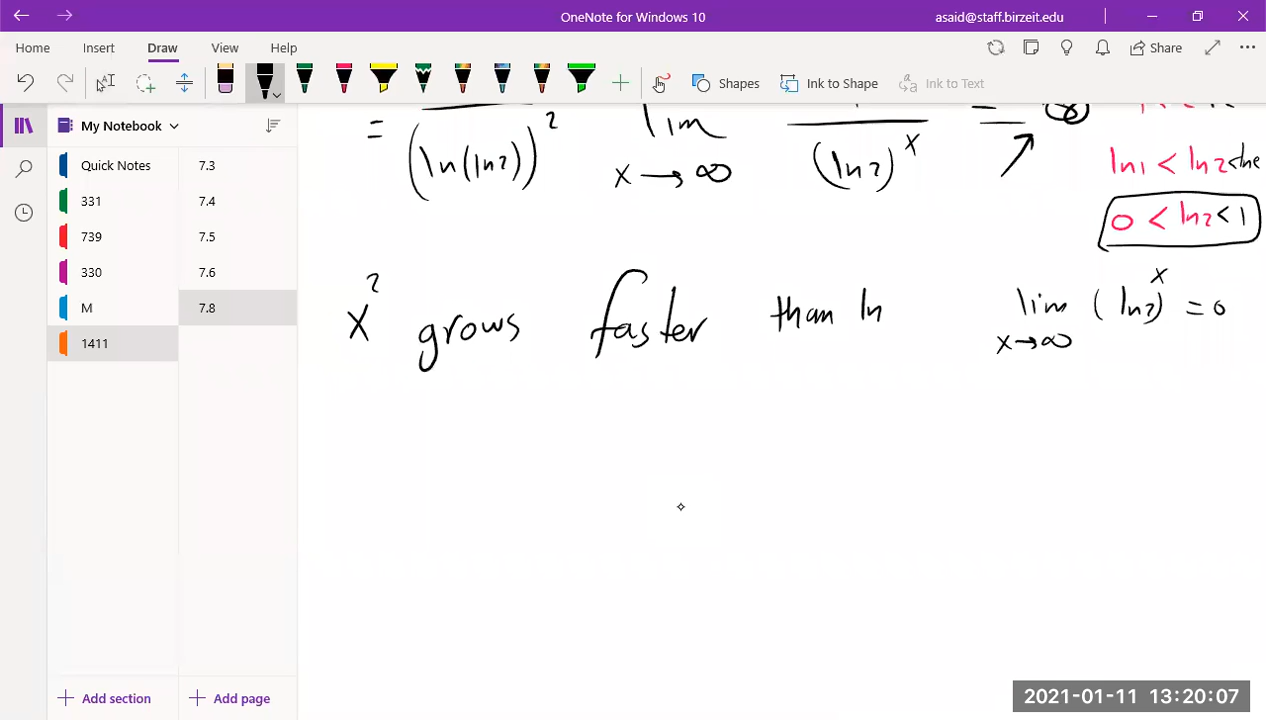 OneNote for Windows 10
asaid@staff.birzeit.edu
Home Insert Draw View Help
Share
Shapes Ink to Shape Ink to Text
My Notebook
Quick Notes
331
739
330
M
1411
7.3
7.4
7.5
7.6
7.8
= (ln(ln2))² lim x→∞ (ln2)^x = ∞
ln1 < ln2 < lne
0 < ln2 < 1
x² grows faster than ln
lim x→∞ (ln2)^x = 0
Add section Add page
2021-01-11 13:20:07